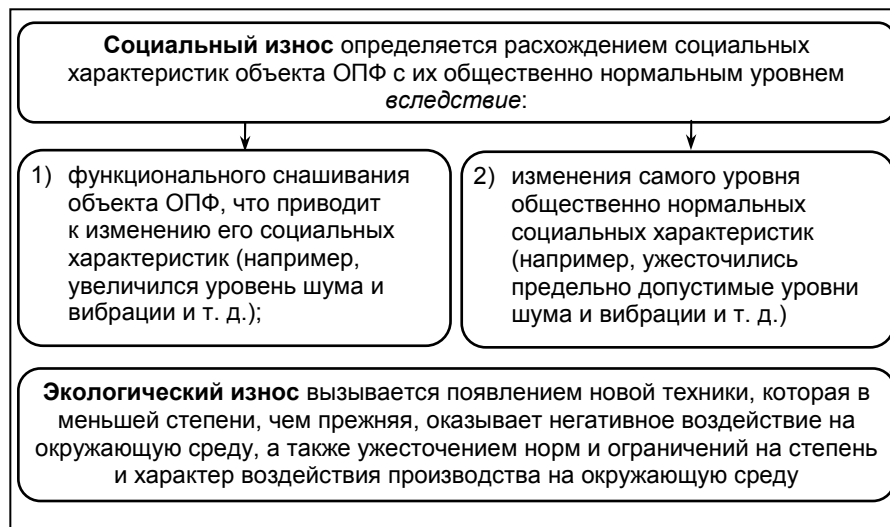 Социальный износ определяется расхождением социальных
характеристик объекта ОПФ с их общественно нормальным уровнем
вследствие:
1) функционального снашивания
объекта ОПФ, что приводит
к изменению его социальных
характеристик (например,
увеличился уровень шума и
вибрации и т. д.);
2) изменения самого уровня
общественно нормальных
социальных характеристик
(например, ужесточились
предельно допустимые уровни
шума и вибрации и т. д.)
Экологический износ вызывается появлением новой техники, которая в
меньшей степени, чем прежняя, оказывает негативное воздействие на
окружающую среду, а также ужесточением норм и ограничений на степень
и характер воздействия производства на окружающую среду